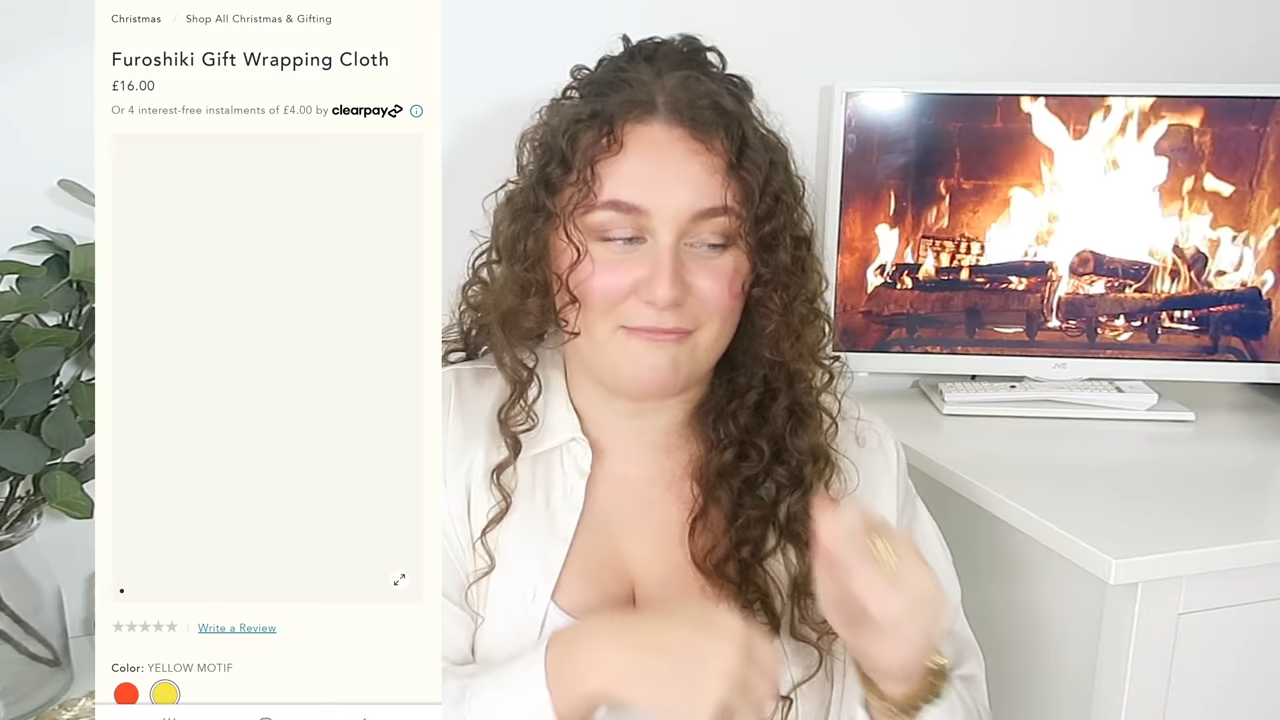 Christmas / Shop All Christmas & Gifting
Furoshiki Gift Wrapping Cloth
£16.00
Or 4 interest-free instalments of £4.00 by clearpay
Write a Review
Color: YELLOW MOTIF
JVC